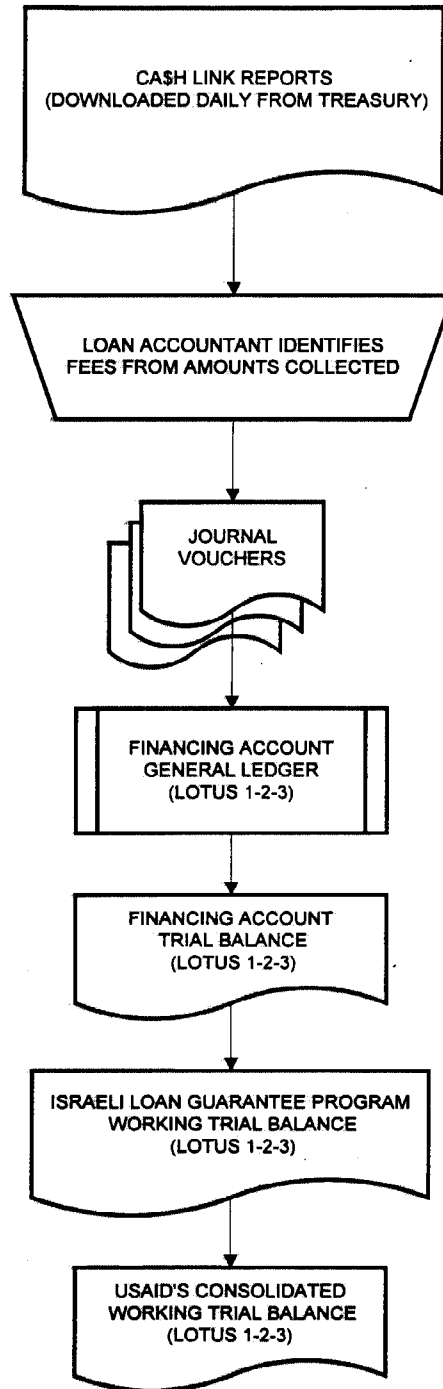 CA$H LINK REPORTS
(DOWNLOADED DAILY FROM TREASURY)
LOAN ACCOUNTANT IDENTIFIES
FEES FROM AMOUNTS COLLECTED
JOURNAL
VOUCHERS
FINANCING ACCOUNT
GENERAL LEDGER
(LOTUS 1-2-3)
FINANCING ACCOUNT
TRIAL BALANCE
(LOTUS 1-2-3)
ISRAELI LOAN GUARANTEE PROGRAM
WORKING TRIAL BALANCE
(LOTUS 1-2-3)
USAID'S CONSOLIDATED
WORKING TRIAL BALANCE
(LOTUS 1-2-3)